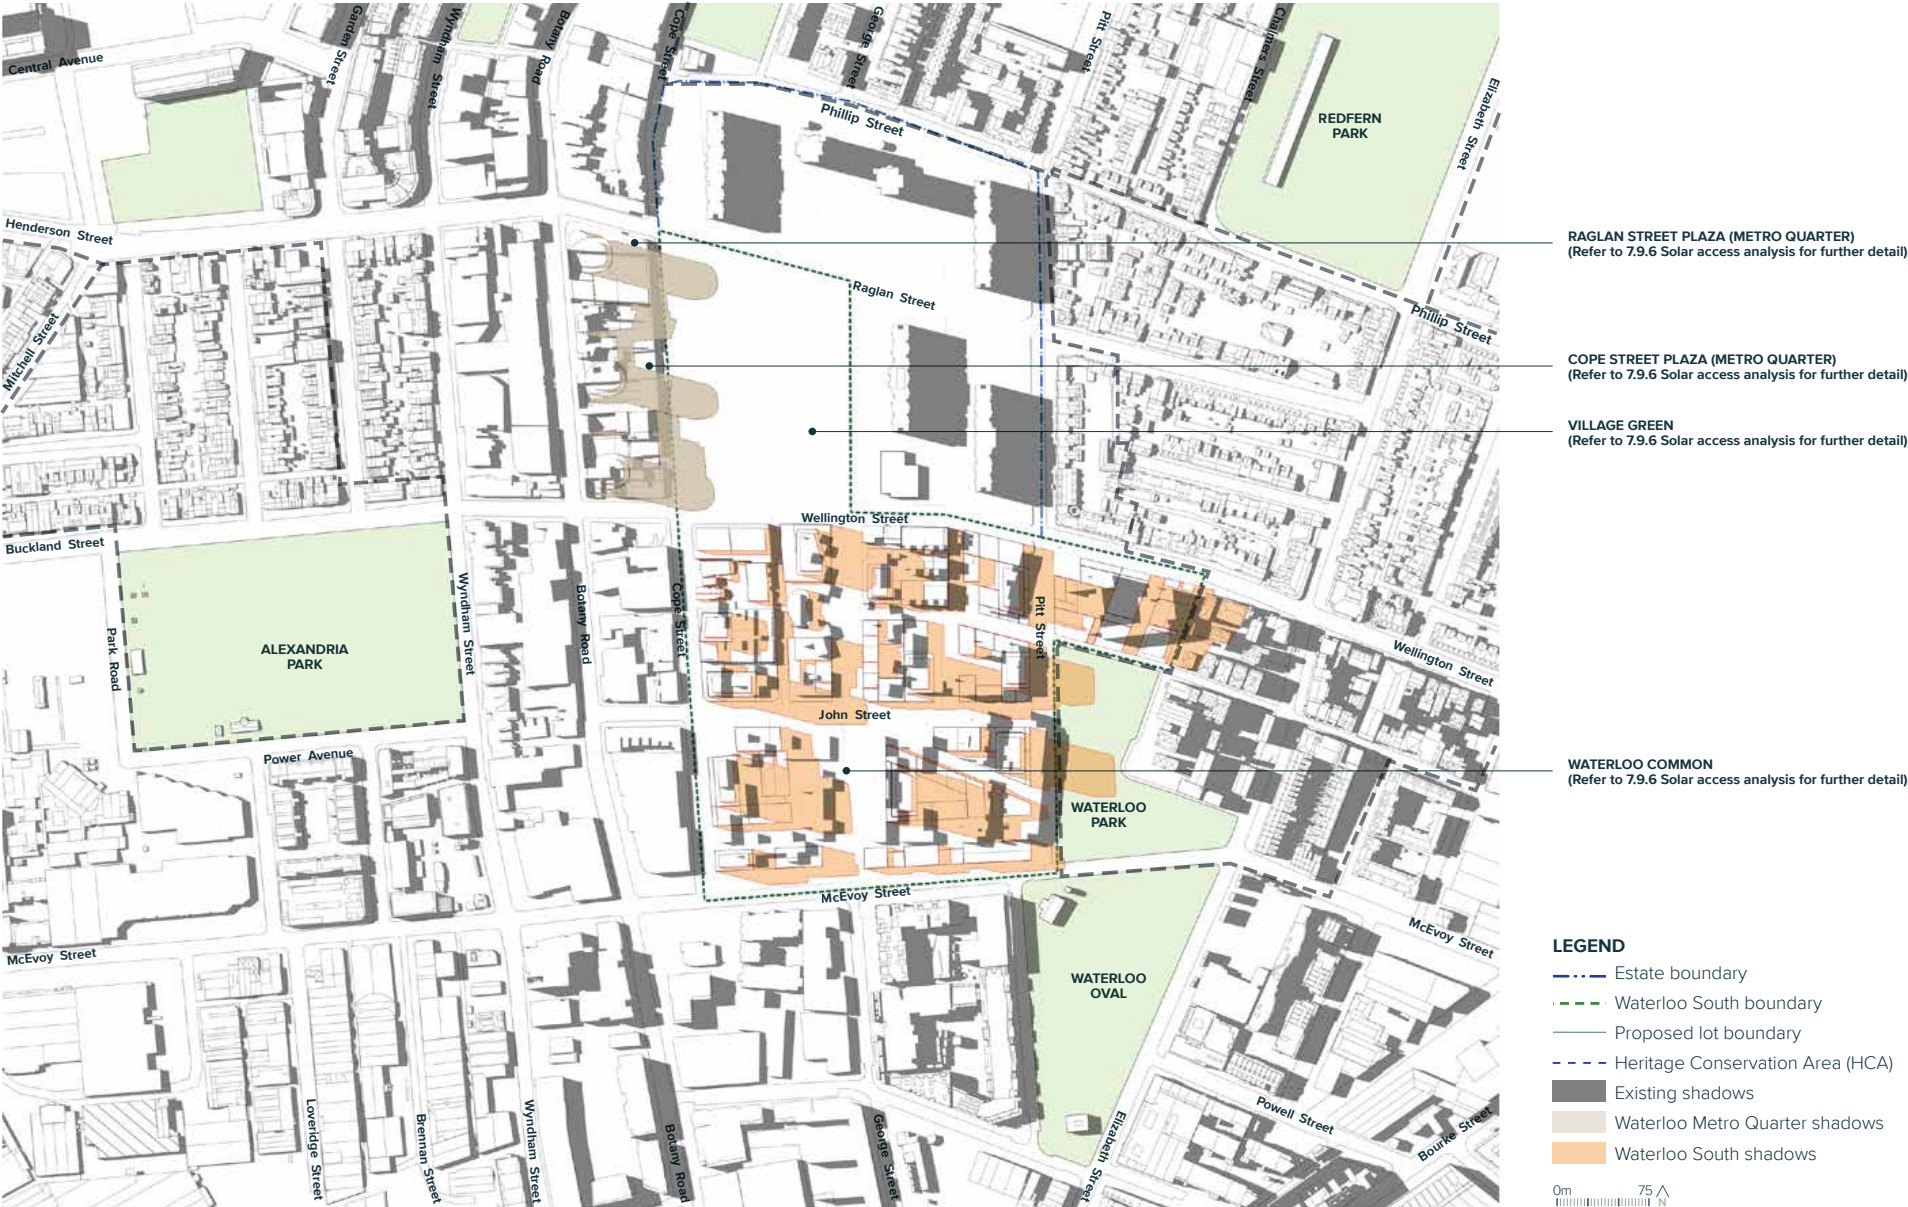 Central Avenue
Garden Street
Wyndham Street
Botany Road
Cope Street
George Street
Pitt Street
Chalmers Street
Elizabeth Street
REDFERN
PARK
Phillip Street
Henderson Street
Mitchell Street
Raglan Street
Phillip Street
RAGLAN STREET PLAZA (METRO QUARTER)
(Refer to 7.9.6 Solar access analysis for further detail)
COPE STREET PLAZA (METRO QUARTER)
(Refer to 7.9.6 Solar access analysis for further detail)
VILLAGE GREEN
(Refer to 7.9.6 Solar access analysis for further detail)
Wellington Street
Buckland Street
Park Road
ALEXANDRIA
PARK
Wyndham Street
Botany Road
Cope Street
Pitt Street
Wellington Street
John Street
Power Avenue
WATERLOO COMMON
(Refer to 7.9.6 Solar access analysis for further detail)
WATERLOO
PARK
McEvoy Street
McEvoy Street
McEvoy Street
WATERLOO
OVAL
Loveridge Street
Brennan Street
Wyndham Street
Botany Road
George Street
Elizabeth Street
Powell Street
Bourke Street
LEGEND
Estate boundary
Waterloo South boundary
Proposed lot boundary
Heritage Conservation Area (HCA)
Existing shadows
Waterloo Metro Quarter shadows
Waterloo South shadows
0m 75
N